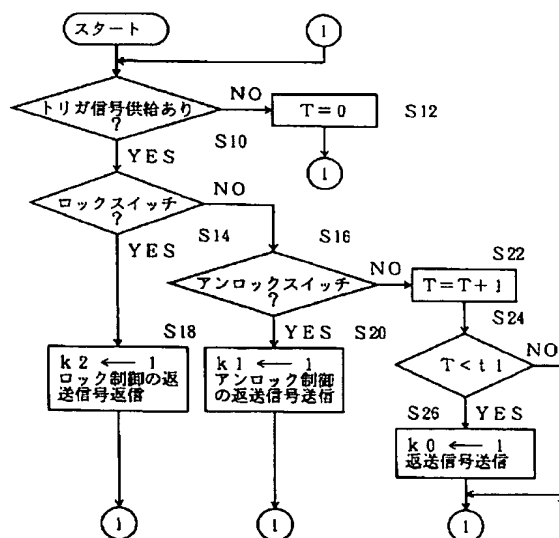 スタート
1
トリガ信号供給あり
?
NO
T=0
S12
S10
YES
1
ロックスイッチ
?
NO
S14
S16
YES
アンロックスイッチ
?
NO
S22
T=T+1
S24
YES
S20
S18
k2 ← 1
ロック制御の返
送信号返信
k1 ← 1
アンロック制御
の返送信号送信
T<t1
NO
S26
YES
k0 ← 1
返送信号送信
1
1
1